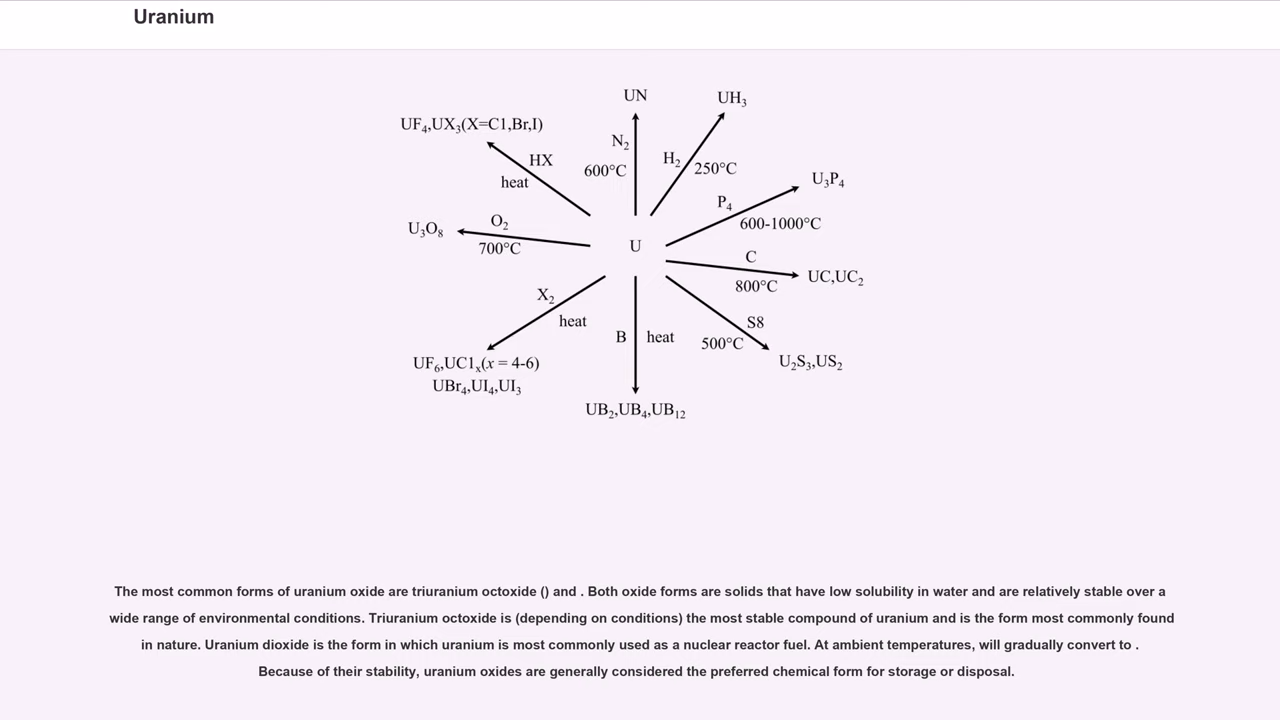 Uranium
UN
UH₃
UF₄,UX₃(X=C1,Br,I)
N₂
HX
H₂
600°C
250°C
heat
U₃P₄
P₄
O₂
600-1000°C
U₃O₈
700°C
U
C
UC,UC₂
800°C
X₂
heat
S8
B
heat
500°C
UF₆,UC1ₓ(x = 4-6)
U₂S₃,US₂
UBr₄,UI₄,UI₃
UB₂,UB₄,UB₁₂
The most common forms of uranium oxide are triuranium octoxide () and . Both oxide forms are solids that have low solubility in water and are relatively stable over a
wide range of environmental conditions. Triuranium octoxide is (depending on conditions) the most stable compound of uranium and is the form most commonly found
in nature. Uranium dioxide is the form in which uranium is most commonly used as a nuclear reactor fuel. At ambient temperatures, will gradually convert to .
Because of their stability, uranium oxides are generally considered the preferred chemical form for storage or disposal.